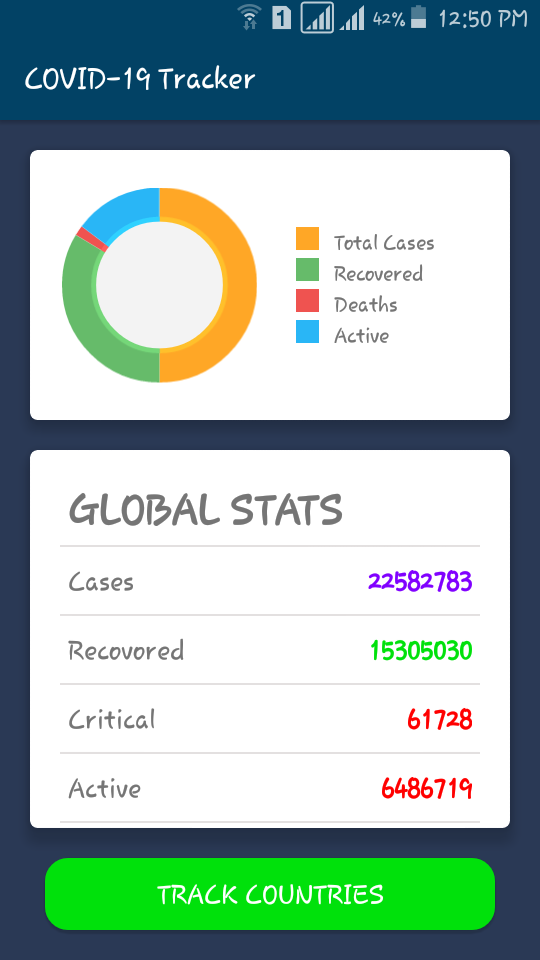 1 42% 12:50 PM
COVID-19 Tracker
Total Cases
Recovered
Deaths
Active
GLOBAL STATS
Cases 22582783
Recovored 15305030
Critical 61728
Active 6486719
TRACK COUNTRIES